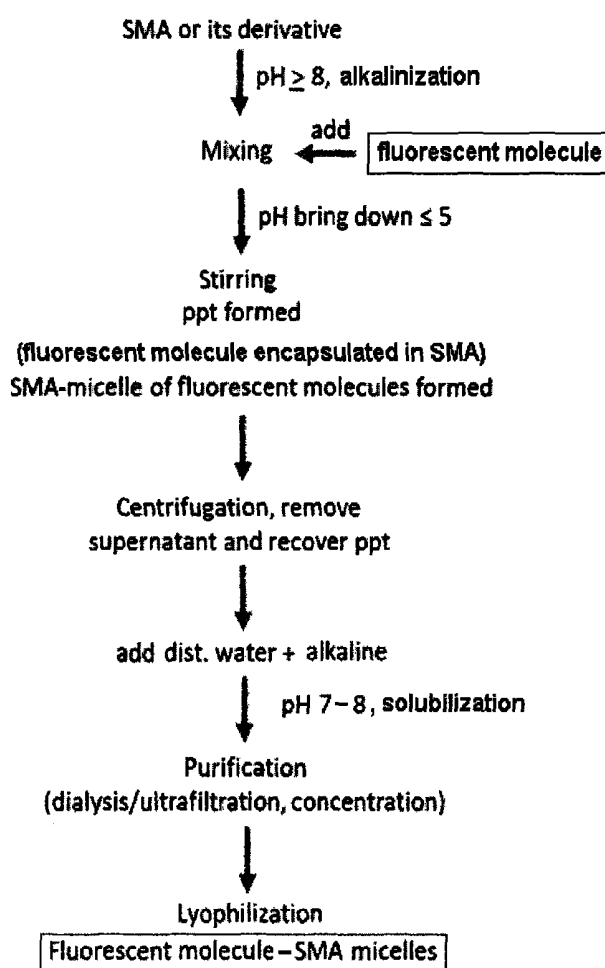 SMA or its derivative
pH ≥ 8, alkalinization
add
Mixing
fluorescent molecule
pH bring down ≤ 5
Stirring
ppt formed
(fluorescent molecule encapsulated in SMA)
SMA-micelle of fluorescent molecules formed
Centrifugation, remove
supernatant and recover ppt
add dist. water + alkaline
pH 7–8, solubilization
Purification
(dialysis/ultrafiltration, concentration)
Lyophilization
Fluorescent molecule–SMA micelles